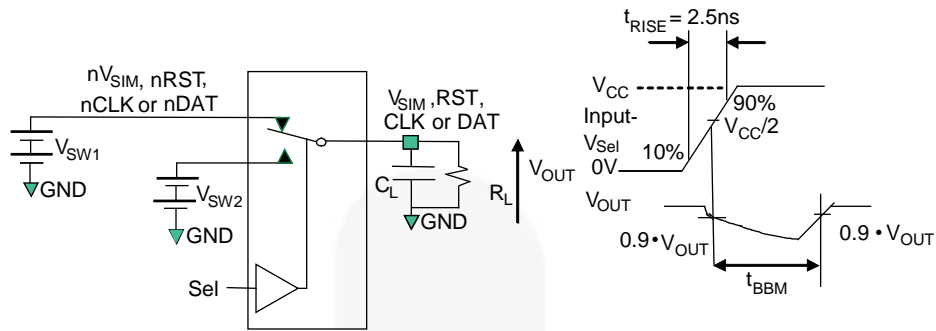 nV_SIM, nRST,
nCLK or nDAT
V_SW1
GND
V_SW2
GND
Sel
V_SIM ,RST,
CLK or DAT
C_L
R_L
GND
V_OUT
t_RISE = 2.5ns
V_CC
Input-
V_Sel
0V
10%
90%
V_CC/2
V_OUT
0.9•V_OUT
0.9•V_OUT
t_BBM